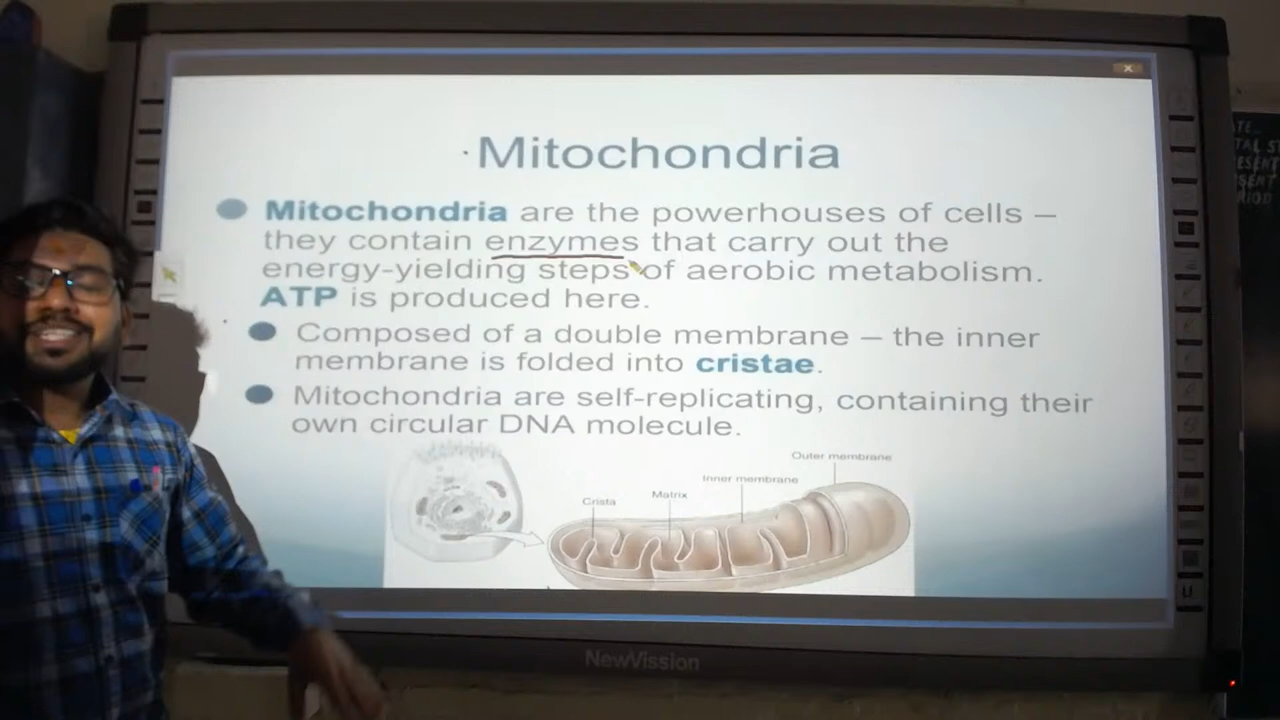 Mitochondria
Mitochondria are the powerhouses of cells –
they contain enzymes that carry out the
energy-yielding steps of aerobic metabolism.
ATP is produced here.
Composed of a double membrane – the inner
membrane is folded into cristae.
Mitochondria are self-replicating, containing their
own circular DNA molecule.
Outer membrane
Inner membrane
Matrix
Crista
NewVission